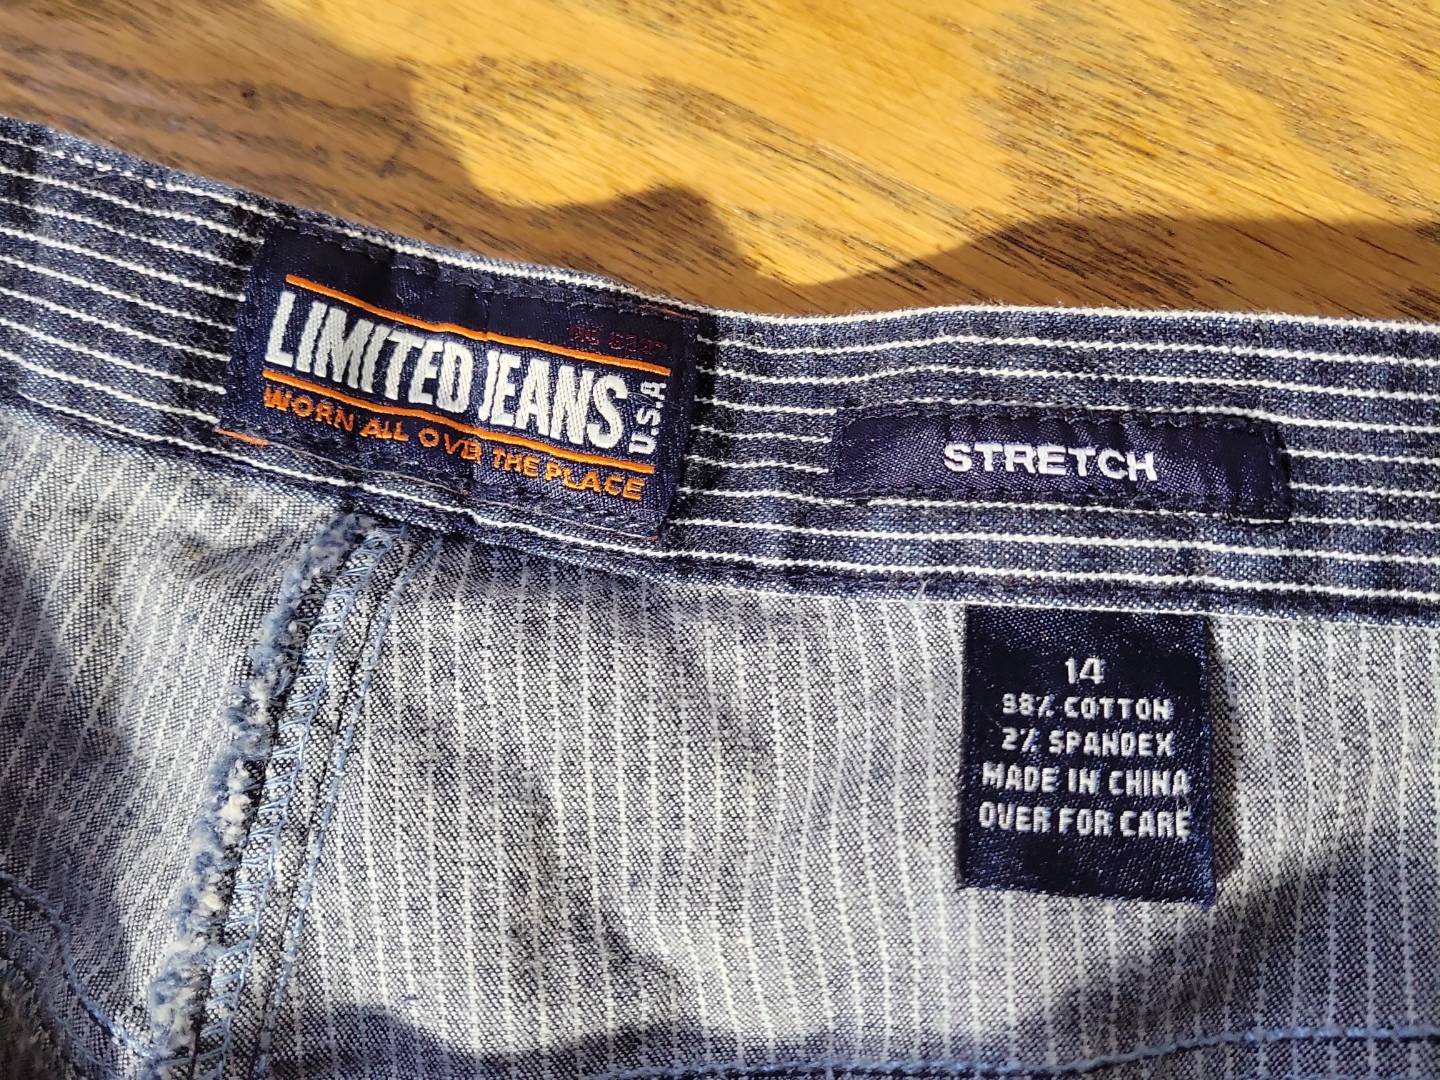 LIMITED JEANS
U.S.A
WORN ALL OVER THE PLACE
STRETCH
14
98% COTTON
2% SPANDEX
MADE IN CHINA
OVER FOR CARE